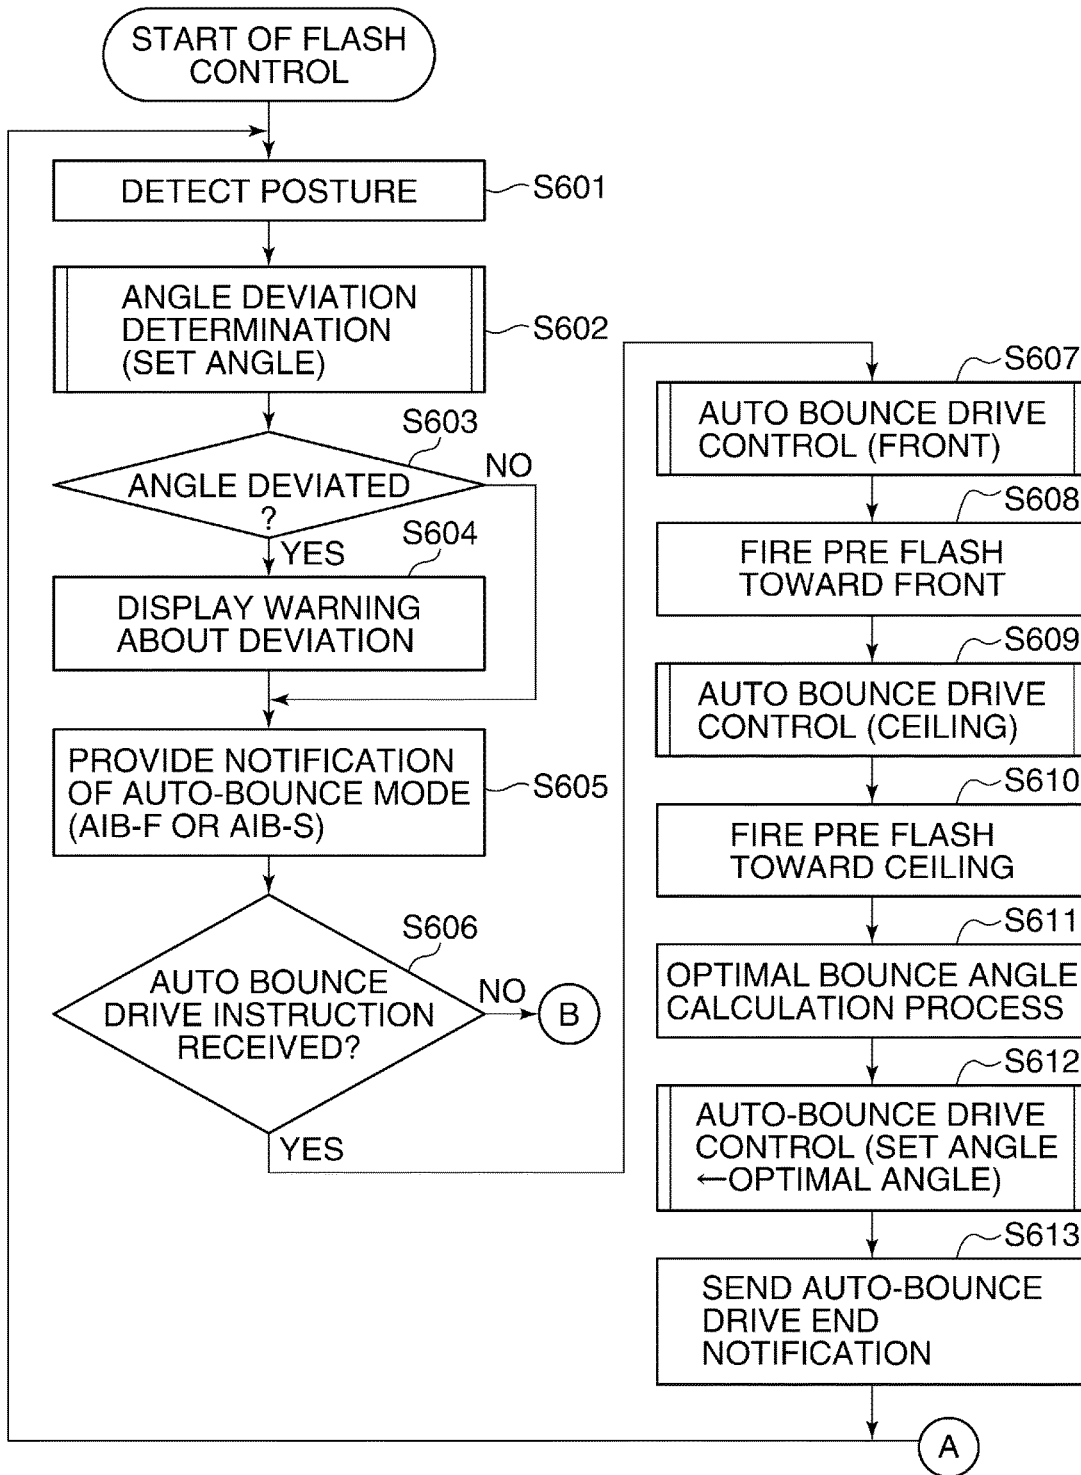 START OF FLASH
CONTROL
DETECT POSTURE
S601
ANGLE DEVIATION
DETERMINATION
(SET ANGLE)
S602
S603
ANGLE DEVIATED
?
NO
YES
S604
DISPLAY WARNING
ABOUT DEVIATION
PROVIDE NOTIFICATION
OF AUTO-BOUNCE MODE
(AIB-F OR AIB-S)
S605
S606
AUTO BOUNCE
DRIVE INSTRUCTION
RECEIVED?
NO
B
YES
S607
AUTO BOUNCE DRIVE
CONTROL (FRONT)
S608
FIRE PRE FLASH
TOWARD FRONT
S609
AUTO BOUNCE DRIVE
CONTROL (CEILING)
S610
FIRE PRE FLASH
TOWARD CEILING
S611
OPTIMAL BOUNCE ANGLE
CALCULATION PROCESS
S612
AUTO-BOUNCE DRIVE
CONTROL (SET ANGLE
←OPTIMAL ANGLE)
S613
SEND AUTO-BOUNCE
DRIVE END
NOTIFICATION
A